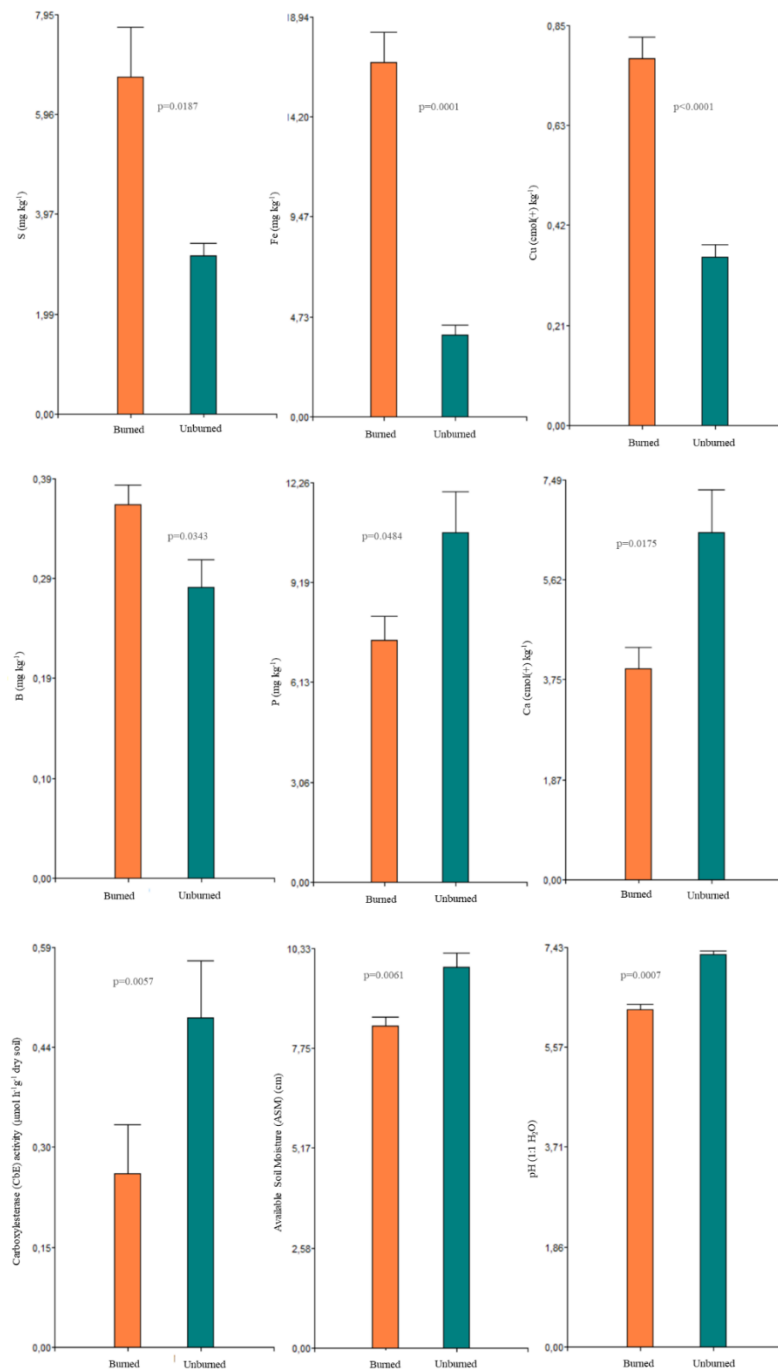 7,95
5,96
3,97
1,99
0,00
S (mg kg⁻¹)
p=0.0187
Burned
Unburned
18,94
14,20
9,47
4,73
0,00
Fe (mg kg⁻¹)
p=0.0001
Burned
Unburned
0,85
0,63
0,42
0,21
0,00
Cu (cmol(+) kg⁻¹)
p<0.0001
Burned
Unburned
0,39
0,29
0,19
0,10
0,00
B (mg kg⁻¹)
p=0.0343
Burned
Unburned
12,26
9,19
6,13
3,06
0,00
P (mg kg⁻¹)
p=0.0484
Burned
Unburned
7,49
5,62
3,75
1,87
0,00
Ca (cmol(+) kg⁻¹)
p=0.0175
Burned
Unburned
0,59
0,44
0,30
0,15
0,00
Carboxylesterase (CbE) activity (µmol h⁻¹g⁻¹ dry soil)
p=0.0057
Burned
Unburned
10,33
7,75
5,17
2,58
0,00
Available Soil Moisture (ASM) (cm)
p=0.0061
Burned
Unburned
7,43
5,57
3,71
1,86
0,00
pH (1:1 H₂O)
p=0.0007
Burned
Unburned